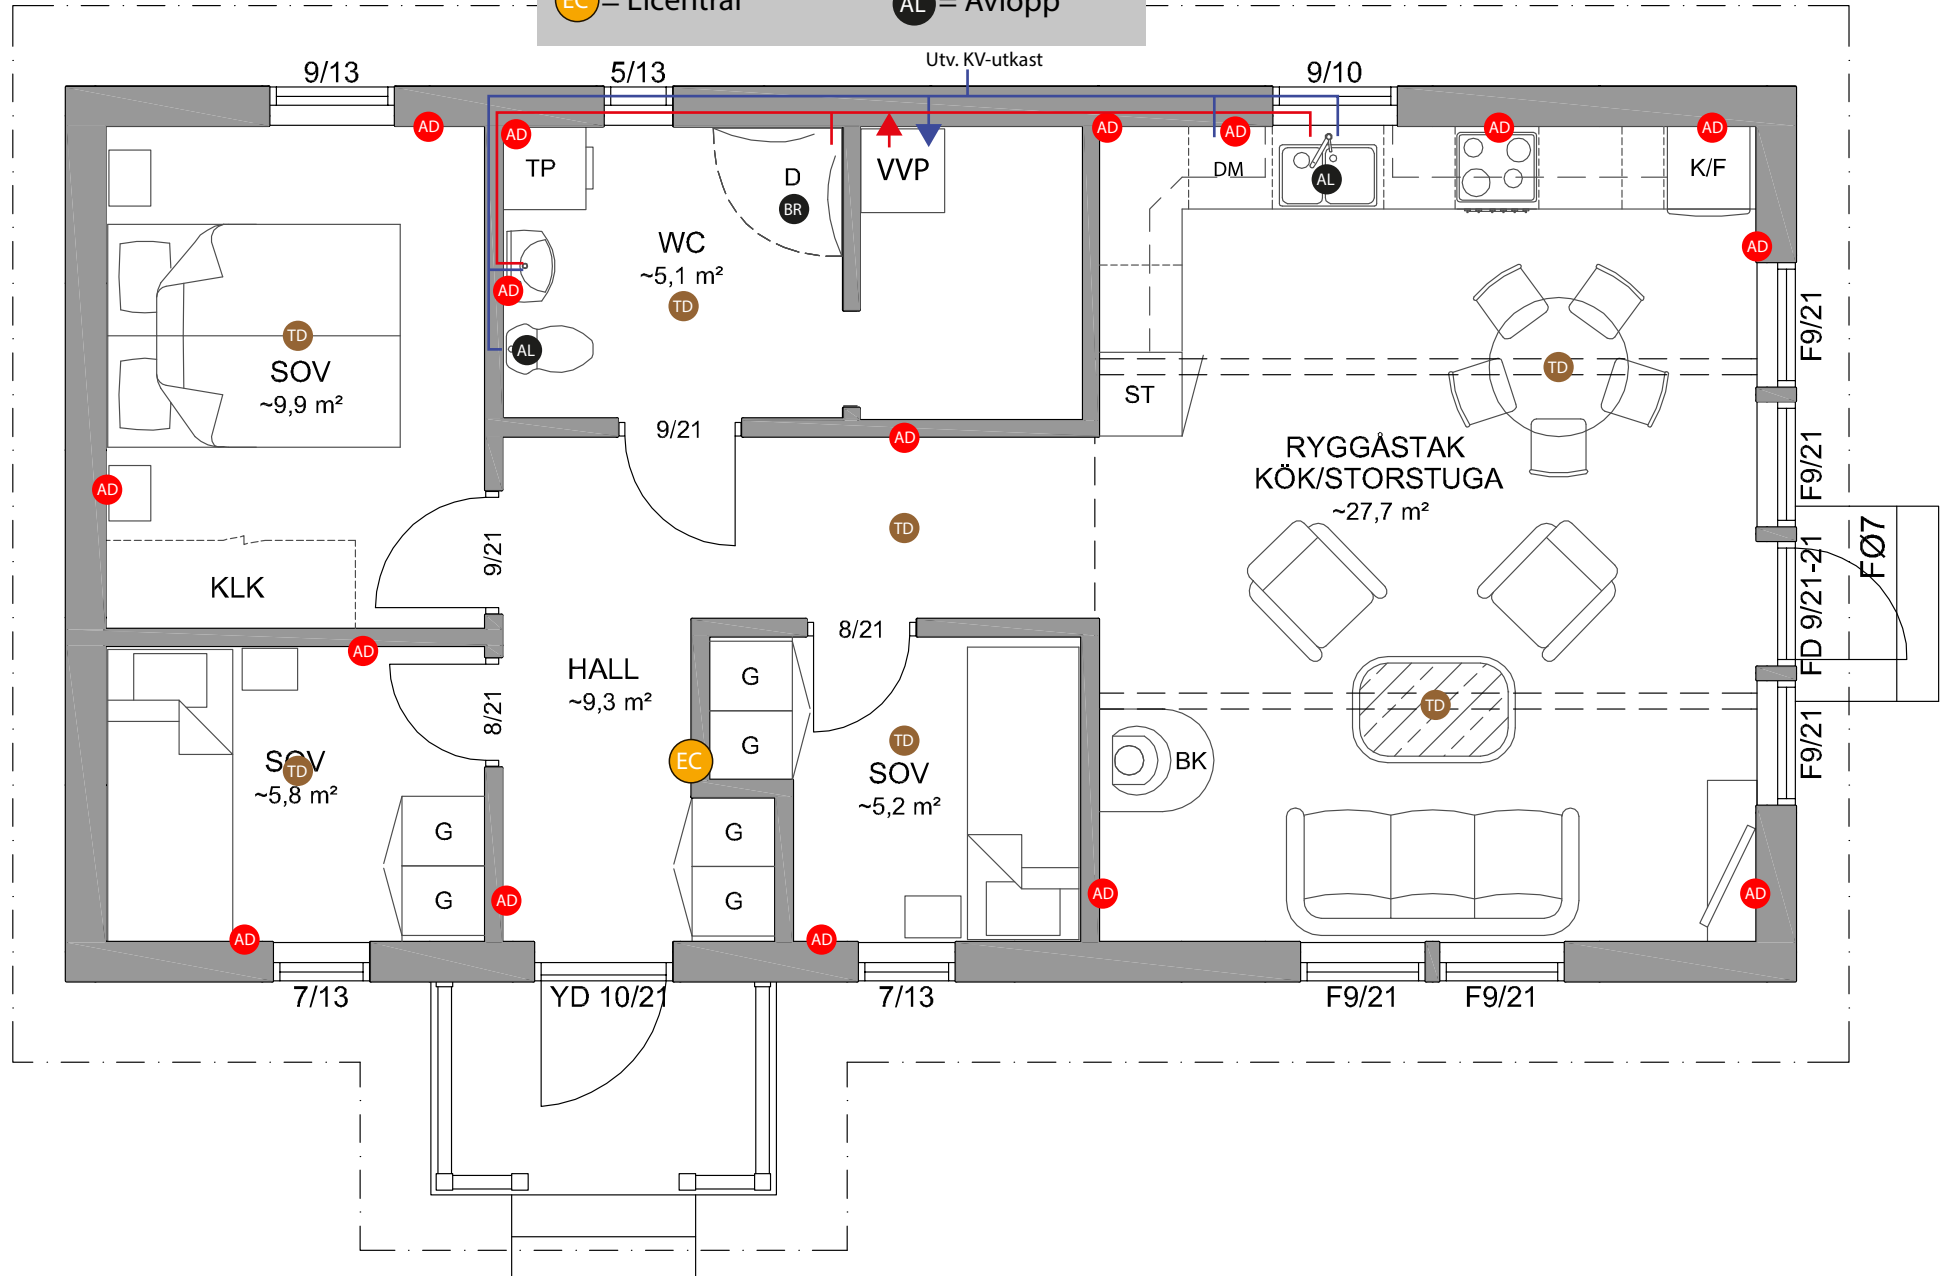 EC = Elcentral
AL = Avlopp
Utv. KV-utkast
9/13
5/13
9/10
AD
AD
AD
AD
AD
AD
TP
D
BR
VVP
DM
AL
K/F
WC
~5,1 m²
TD
AD
AD
AL
TD
SOV
~9,9 m²
F9/21
TD
ST
9/21
AD
RYGGÅSTAK
KÖK/STORSTUGA
~27,7 m²
F9/21
AD
TD
9/21
KLK
FØ7
FD 9/21-21
8/21
AD
HALL
~9,3 m²
G
G
8/21
TD
EC
TD
SOV
~5,2 m²
BK
F9/21
SOV
TD
~5,8 m²
G
G
G
G
AD
AD
AD
AD
AD
7/13
YD 10/21
7/13
F9/21
F9/21